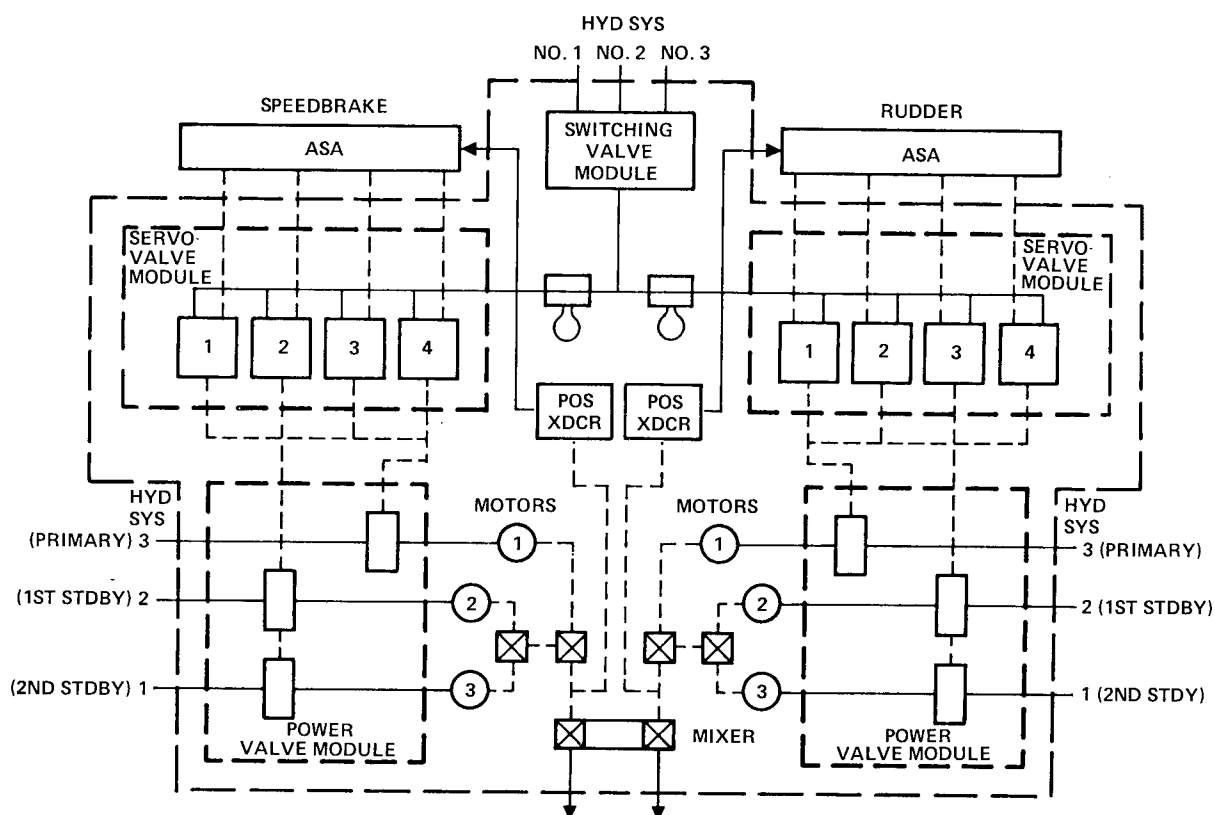 HYD SYS
NO. 1 NO. 2 NO. 3
SPEEDBRAKE
ASA
SWITCHING
VALVE
MODULE
RUDDER
ASA
SERVO-
VALVE
MODULE
SERVO-
VALVE
MODULE
1 2 3 4
1 2 3 4
POS
XDCR
POS
XDCR
HYD
SYS
MOTORS
MOTORS
HYD
SYS
(PRIMARY) 3
1
1
3 (PRIMARY)
(1ST STDBY) 2
2
2
2 (1ST STDBY)
(2ND STDBY) 1
3
3
1 (2ND STDY)
POWER
VALVE MODULE
MIXER
POWER
VALVE MODULE